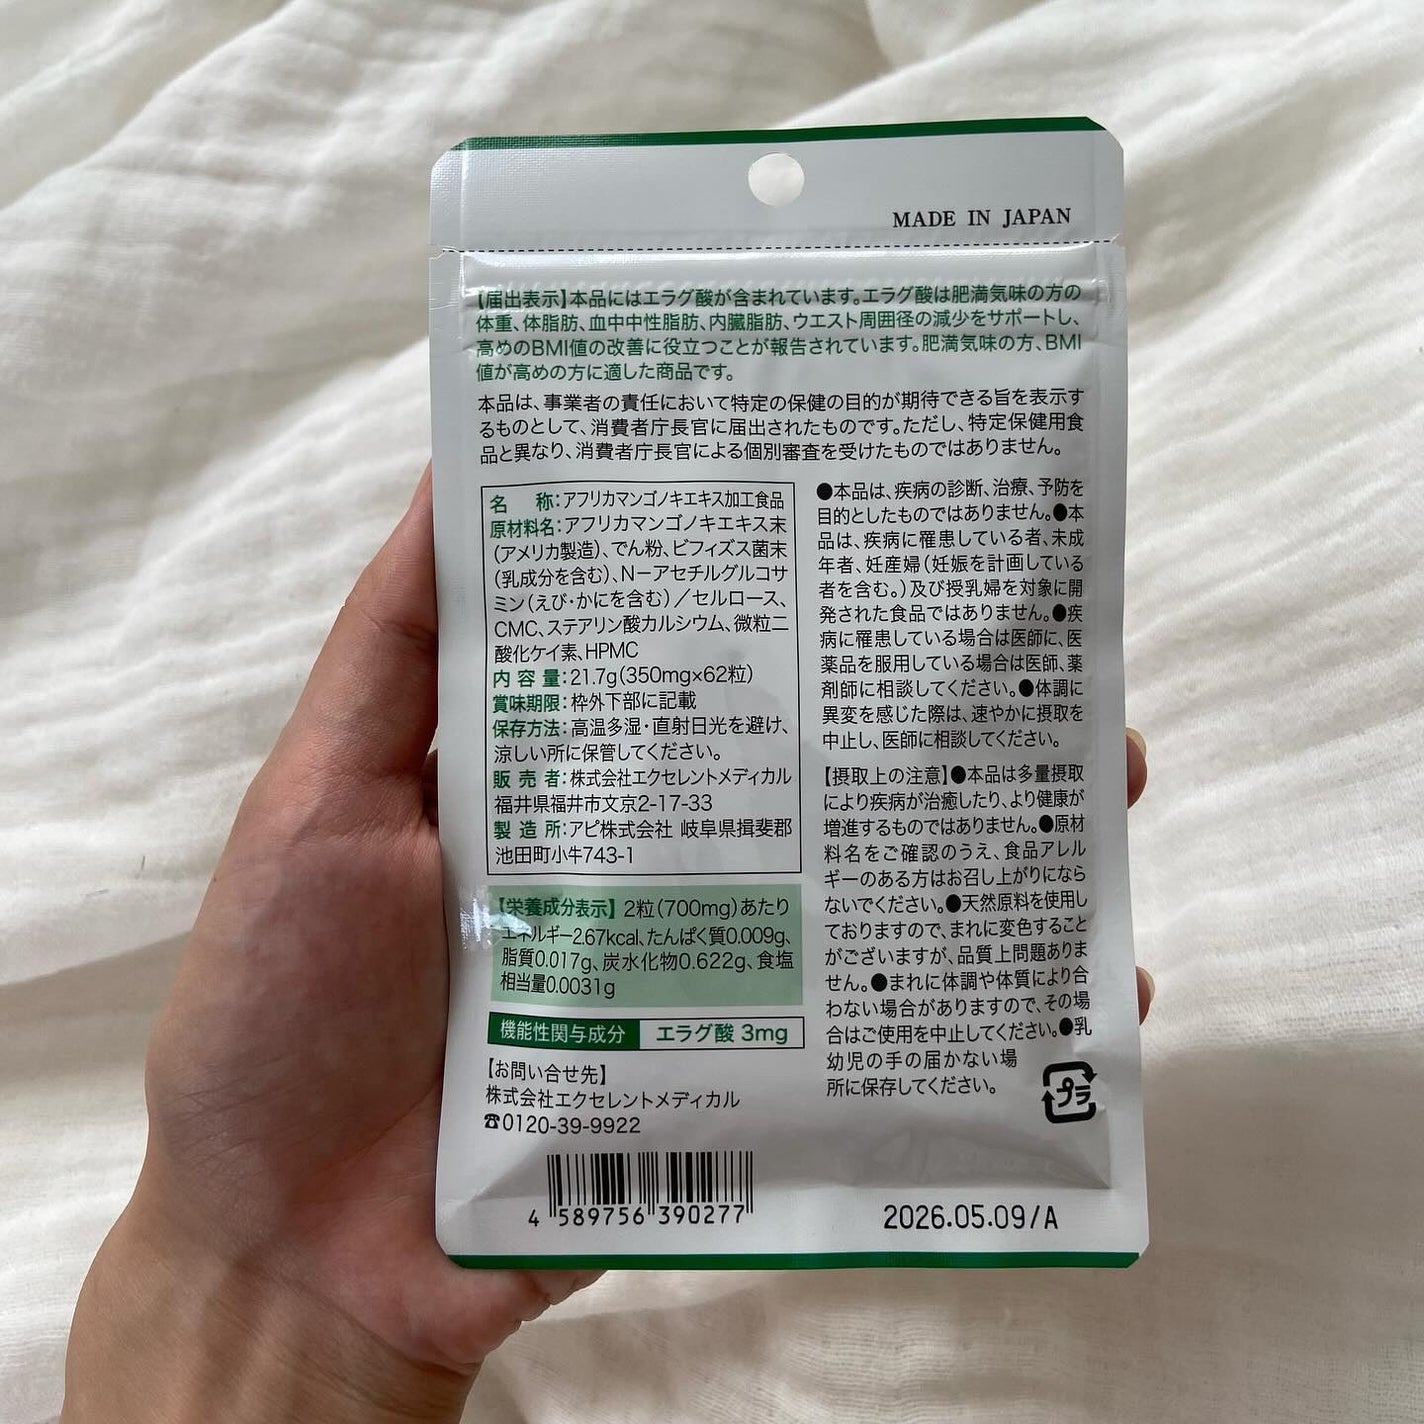 MADE IN JAPAN
【届出表示】本品にはエラグ酸が含まれています。エラグ酸は肥満気味の方の
体重、体脂肪、血中中性脂肪、内臓脂肪、ウエスト周囲径の減少をサポートし、
高めのBMI値の改善に役立つことが報告されています。肥満気味の方、BMI
値が高めの方に適した商品です。
本品は、事業者の責任において特定の保健の目的が期待できる旨を表示す
るものとして、消費者庁長官に届出されたものです。ただし、特定保健用食
品と異なり、消費者庁長官による個別審査を受けたものではありません。
名称：アフリカマンゴノキエキス加工食品
原材料名：アフリカマンゴノキエキス末
（アメリカ製造）、でん粉、ビフィズス菌末
（乳成分を含む）、N−アセチルグルコサ
ミン（えび・かにを含む）／セルロース、
CMC、ステアリン酸カルシウム、微粒二
酸化ケイ素、HPMC
内容量：21.7g（350mg×62粒）
賞味期限：枠外下部に記載
保存方法：高温多湿・直射日光を避け、
涼しい所に保管してください。
販売者：株式会社エクセレントメディカル
福井県福井市文京2-17-33
製造所：アピ株式会社 岐阜県揖斐郡
池田町小牛743-1
【栄養成分表示】2粒（700mg）あたり
エネルギー2.67kcal、たんぱく質0.009g、
脂質0.017g、炭水化物0.622g、食塩
相当量0.0031g
機能性関与成分 エラグ酸 3mg
【お問い合せ先】
株式会社エクセレントメディカル
☎0120-39-9922
4 589756 390277
●本品は、疾病の診断、治療、予防を
目的としたものではありません。●本
品は、疾病に罹患している者、未成
年者、妊産婦（妊娠を計画している
者を含む。）及び授乳婦を対象に開
発された食品ではありません。●疾
病に罹患している場合は医師に、医
薬品を服用している場合は医師、薬
剤師に相談してください。●体調に
異変を感じた際は、速やかに摂取を
中止し、医師に相談してください。
【摂取上の注意】●本品は多量摂取
により疾病が治癒したり、より健康が
増進するものではありません。●原材
料名をご確認のうえ、食品アレル
ギーのある方はお召し上がりになら
ないでください。●天然原料を使用し
ておりますので、まれに変色すること
がございますが、品質上問題ありま
せん。●まれに体調や体質により合
わない場合がありますので、その場
合はご使用を中止してください。●乳
幼児の手の届かない場
所に保存してください。
プラ
2026.05.09/A